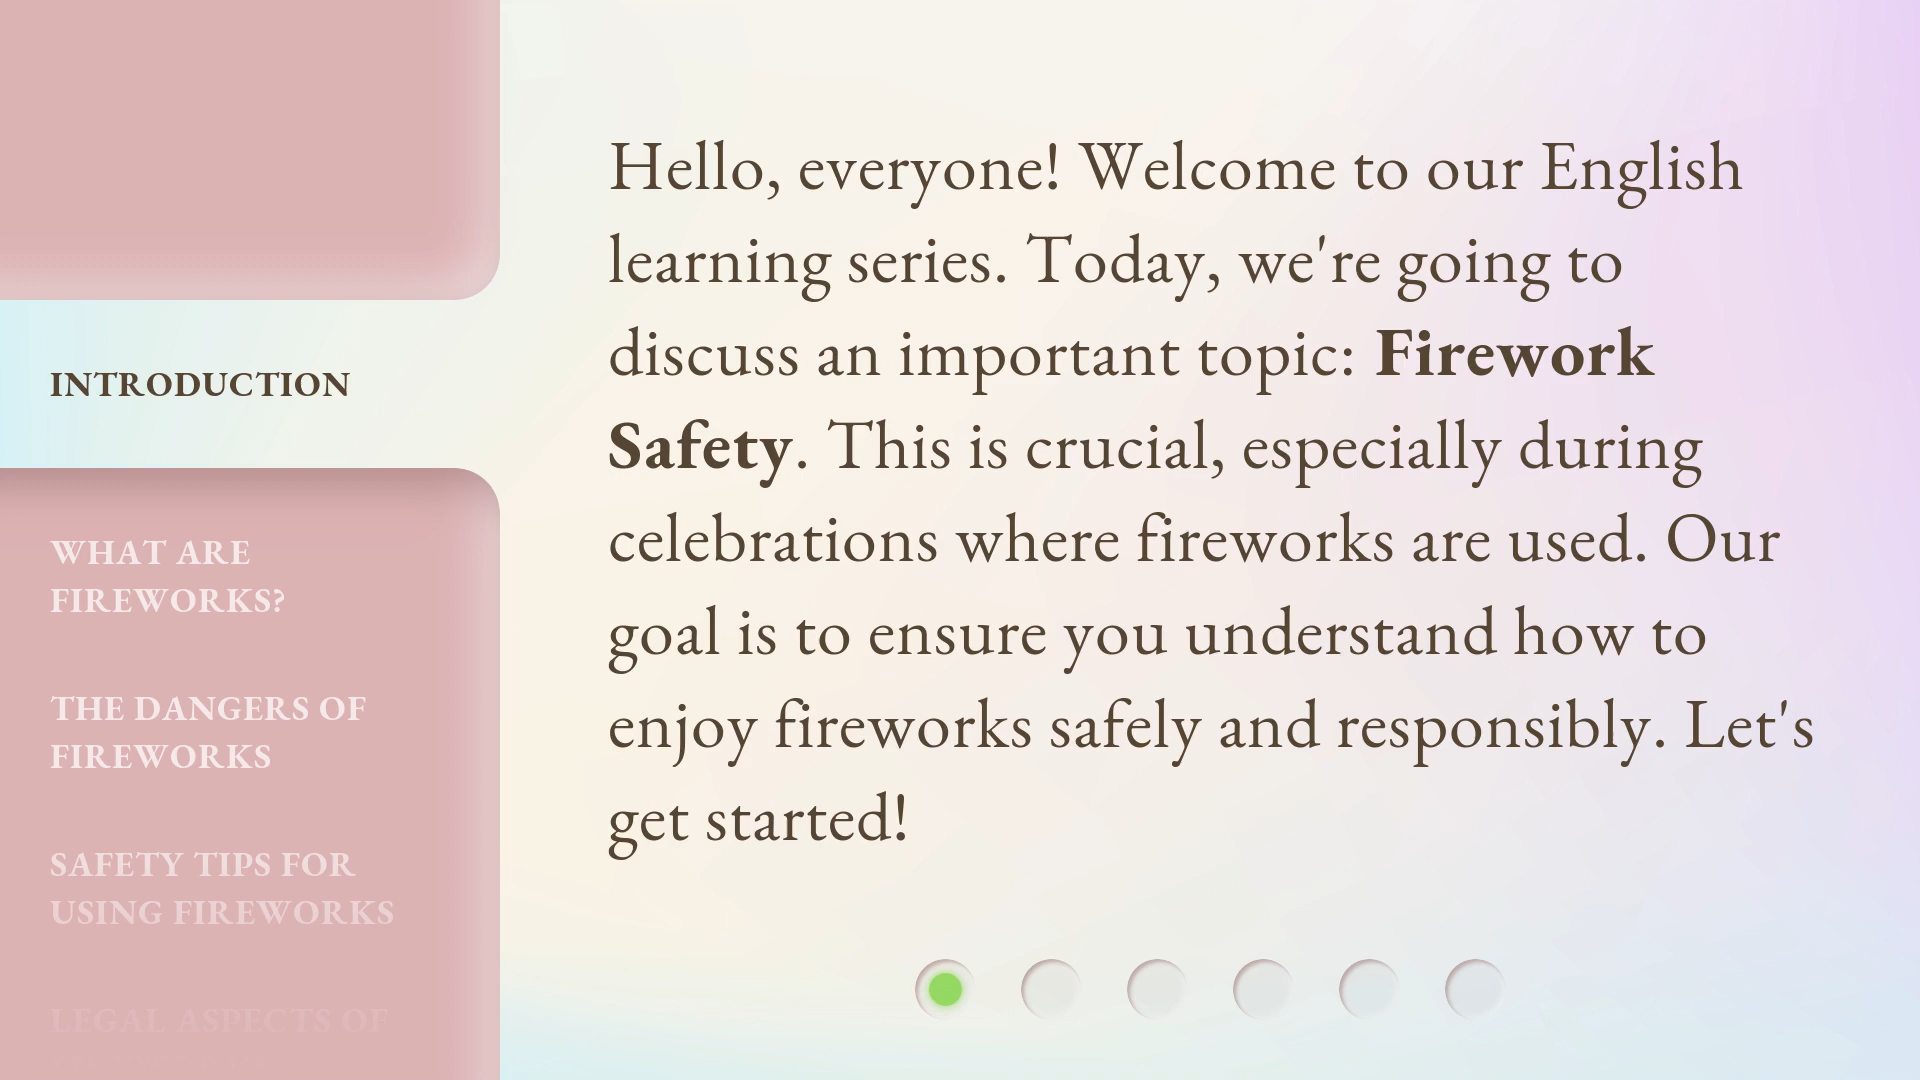 INTRODUCTION
WHAT ARE
FIREWORKS?
THE DANGERS OF
FIREWORKS
SAFETY TIPS FOR
USING FIREWORKS
LEGAL ASPECTS OF
Hello, everyone! Welcome to our English
learning series. Today, we're going to
discuss an important topic: Firework
Safety. This is crucial, especially during
celebrations where fireworks are used. Our
goal is to ensure you understand how to
enjoy fireworks safely and responsibly. Let's
get started!